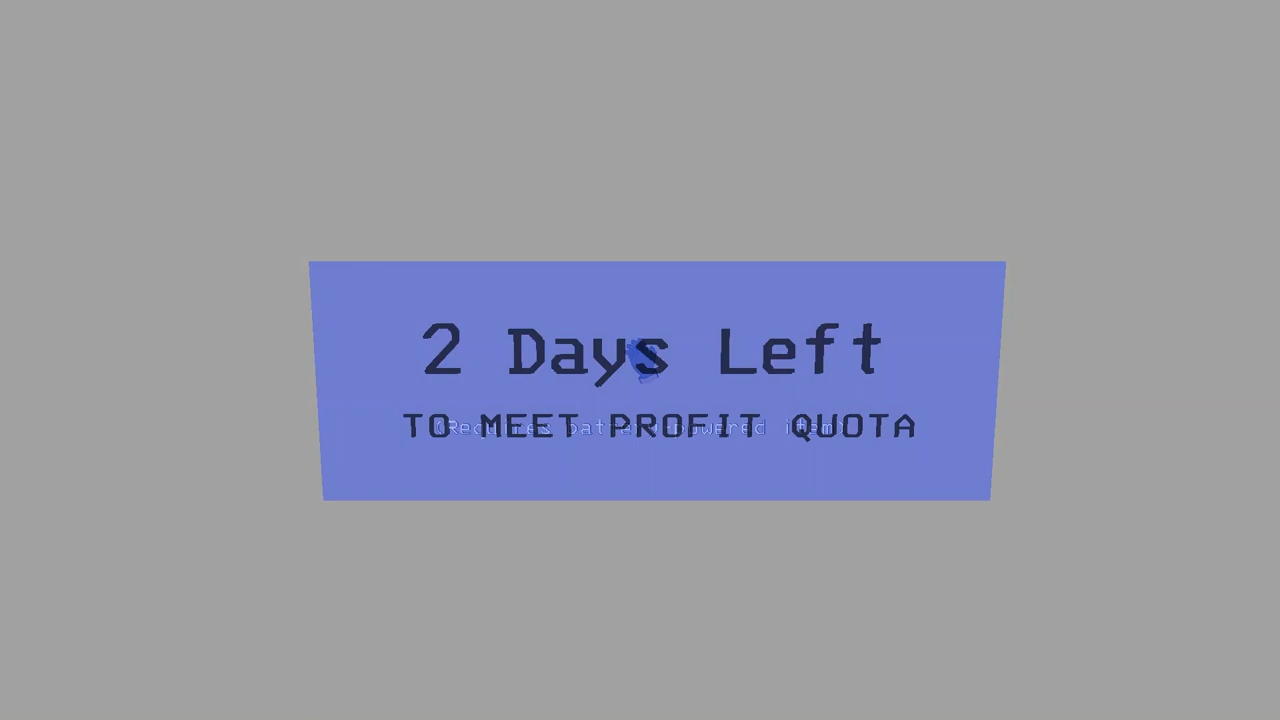 2 Days Left
TO MEET PROFIT QUOTA
(Requires battery-powered item)